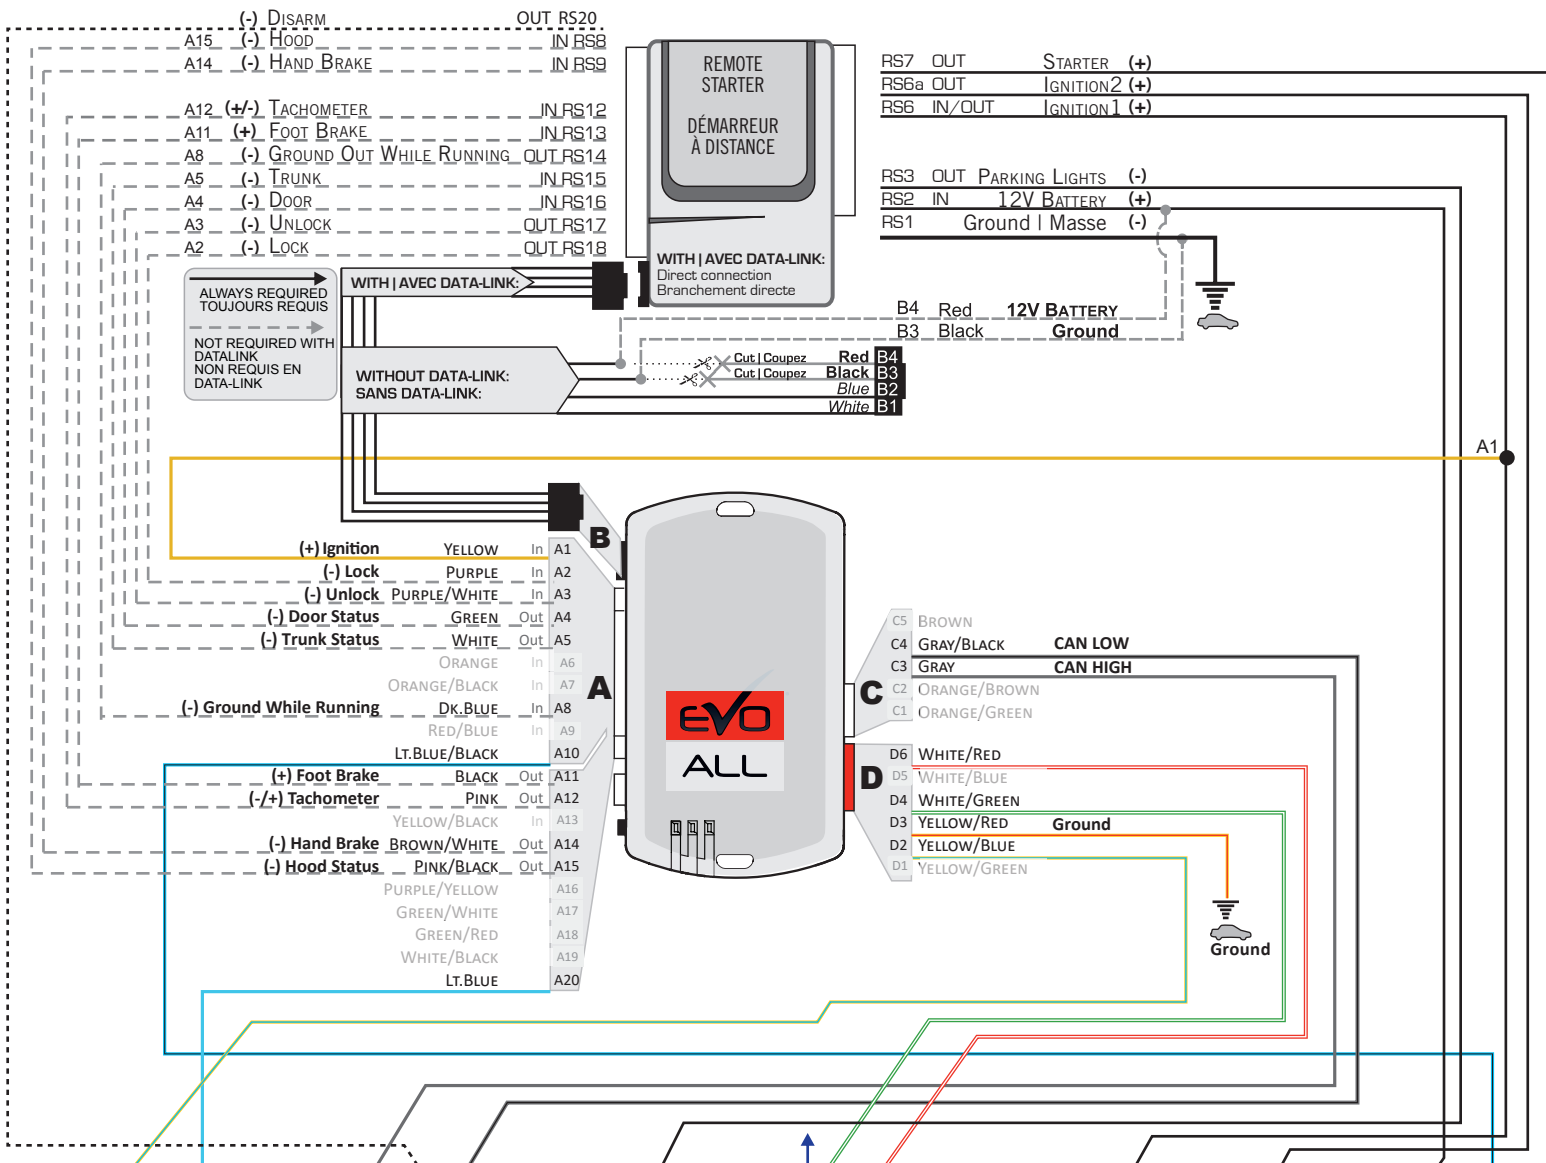 (-) DISARM OUT RS20
A15 (-) HOOD IN RS8
A14 (-) HAND BRAKE IN RS9
A12 (+/-) TACHOMETER IN RS12
A11 (+) FOOT BRAKE IN RS13
A8 (-) GROUND OUT WHILE RUNNING OUT RS14
A5 (-) TRUNK IN RS15
A4 (-) DOOR IN RS16
A3 (-) UNLOCK OUT RS17
A2 (-) LOCK OUT RS18
REMOTE
STARTER
DÉMARREUR
À DISTANCE
WITH | AVEC DATA-LINK:
Direct connection
Branchement directe
RS7 OUT STARTER (+)
RS6a OUT IGNITION2 (+)
RS6 IN/OUT IGNITION1 (+)
RS3 OUT PARKING LIGHTS (-)
RS2 IN 12V BATTERY (+)
RS1 Ground | Masse (-)
ALWAYS REQUIRED
TOUJOURS REQUIS
NOT REQUIRED WITH
DATALINK
NON REQUIS EN
DATA-LINK
WITH | AVEC DATA-LINK:
B4 Red 12V BATTERY
B3 Black Ground
WITHOUT DATA-LINK:
SANS DATA-LINK:
Cut | Coupez Red B4
Cut | Coupez Black B3
Blue B2
White B1
A1
B
(+) Ignition YELLOW In A1
(-) Lock PURPLE In A2
(-) Unlock PURPLE/WHITE In A3
(-) Door Status GREEN Out A4
(-) Trunk Status WHITE Out A5
ORANGE In A6
ORANGE/BLACK In A7
(-) Ground While Running DK.BLUE In A8
RED/BLUE In A9
LT.BLUE/BLACK A10
(+) Foot Brake BLACK Out A11
(-/+) Tachometer PINK Out A12
YELLOW/BLACK In A13
(-) Hand Brake BROWN/WHITE Out A14
(-) Hood Status PINK/BLACK Out A15
PURPLE/YELLOW A16
GREEN/WHITE A17
GREEN/RED A18
WHITE/BLACK A19
LT.BLUE A20
A
EVO
ALL
C
C5 BROWN
C4 GRAY/BLACK CAN LOW
C3 GRAY CAN HIGH
C2 ORANGE/BROWN
C1 ORANGE/GREEN
D
D6 WHITE/RED
D5 WHITE/BLUE
D4 WHITE/GREEN
D3 YELLOW/RED Ground
D2 YELLOW/BLUE
D1 YELLOW/GREEN
Ground